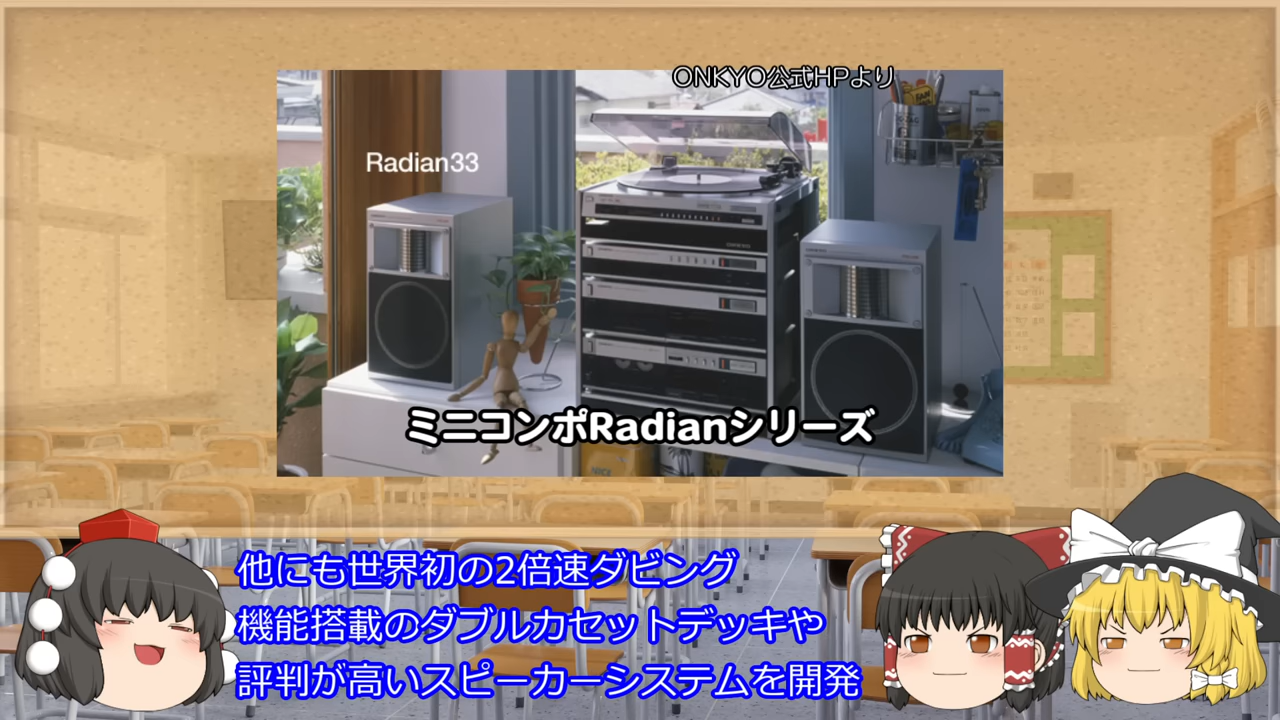 ONKYO公式HPより
Radian33
ミニコンポRadianシリーズ
他にも世界初の2倍速ダビング
機能搭載のダブルカセットデッキや
評判が高いスピーカーシステムを開発